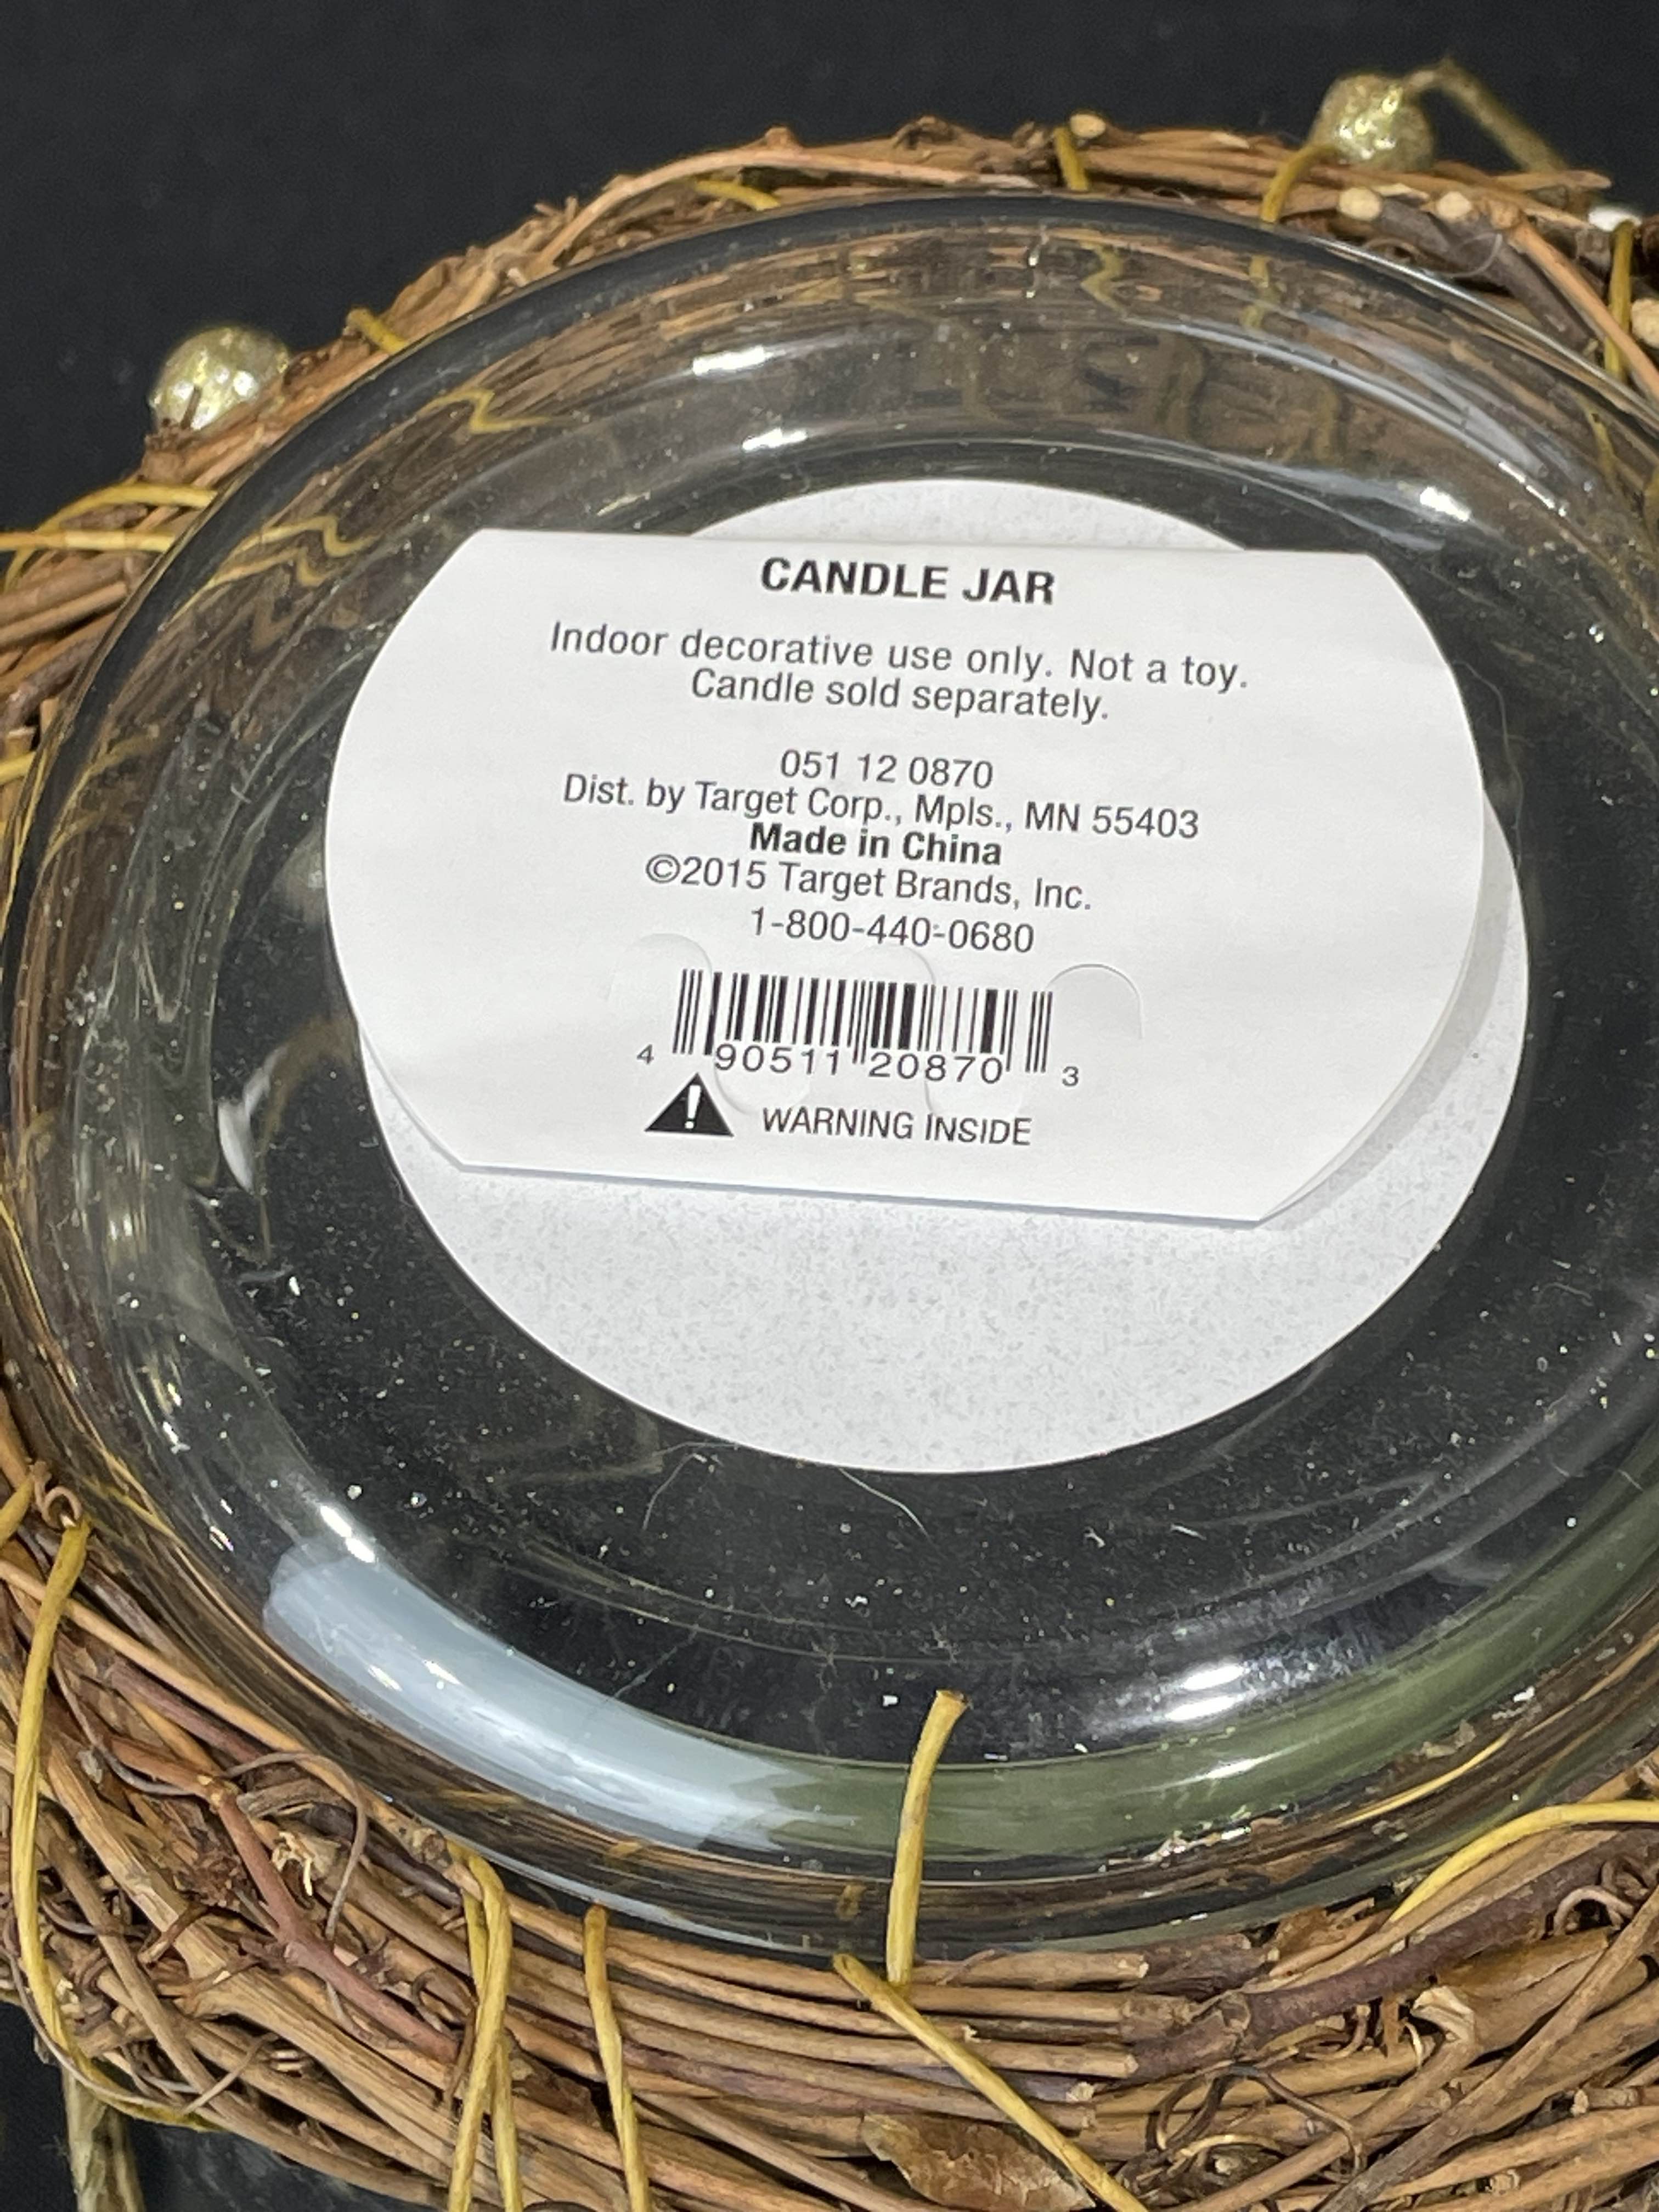 CANDLE JAR
Indoor decorative use only. Not a toy.
Candle sold separately.
051 12 0870
Dist. by Target Corp., Mpls., MN 55403
Made in China
©2015 Target Brands, Inc.
1-800-440-0680
4 90511 20870 3
! WARNING INSIDE